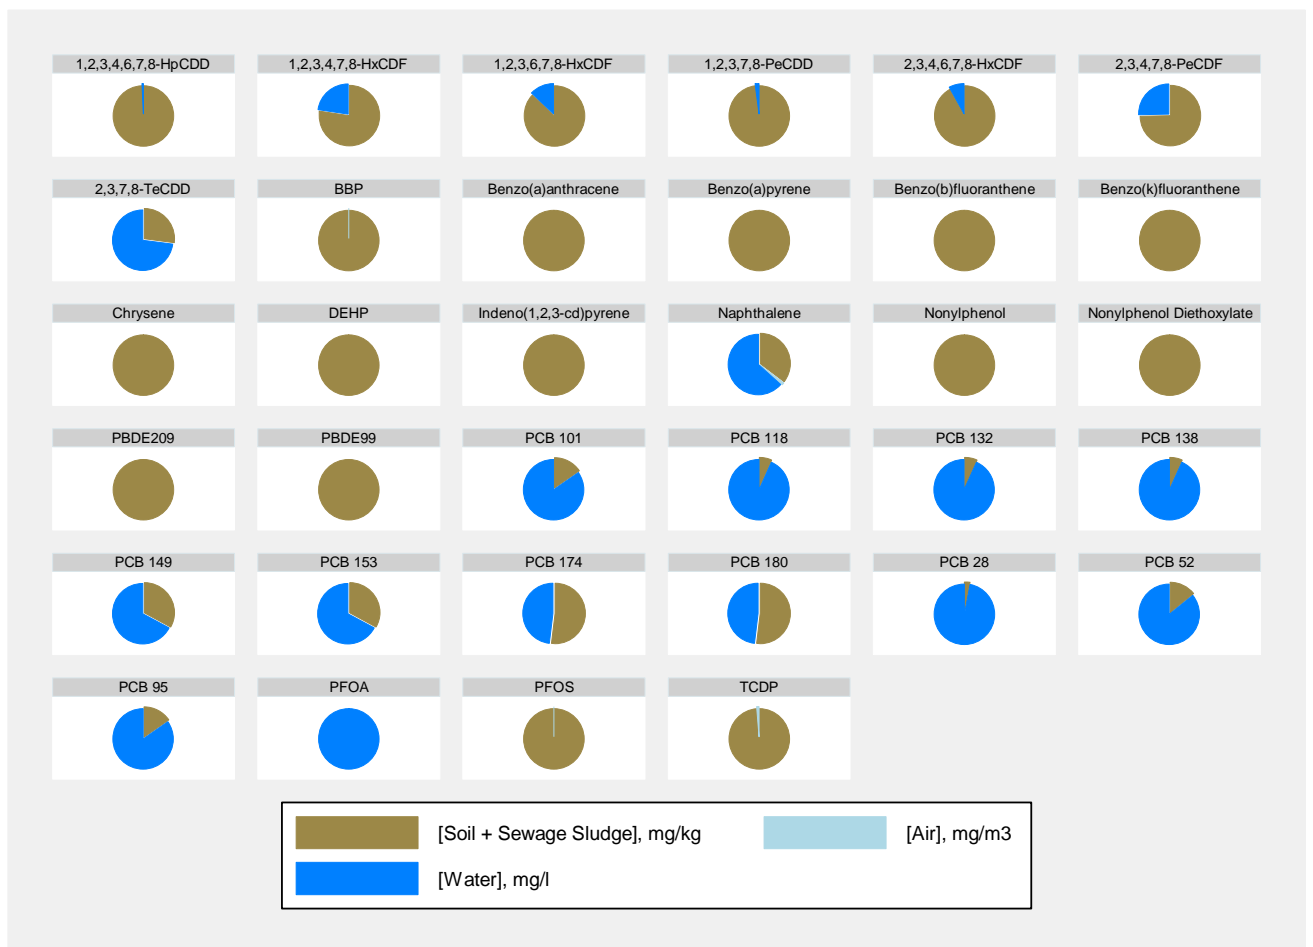 1,2,3,4,6,7,8-HpCDD 1,2,3,4,7,8-HxCDF 1,2,3,6,7,8-HxCDF 1,2,3,7,8-PeCDD 2,3,4,6,7,8-HxCDF 2,3,4,7,8-PeCDF
2,3,7,8-TeCDD BBP Benzo(a)anthracene Benzo(a)pyrene Benzo(b)fluoranthene Benzo(k)fluoranthene
Chrysene DEHP Indeno(1,2,3-cd)pyrene Naphthalene Nonylphenol Nonylphenol Diethoxylate
PBDE209 PBDE99 PCB 101 PCB 118 PCB 132 PCB 138
PCB 149 PCB 153 PCB 174 PCB 180 PCB 28 PCB 52
PCB 95 PFOA PFOS TCDP
[Soil + Sewage Sludge], mg/kg [Air], mg/m3
[Water], mg/l